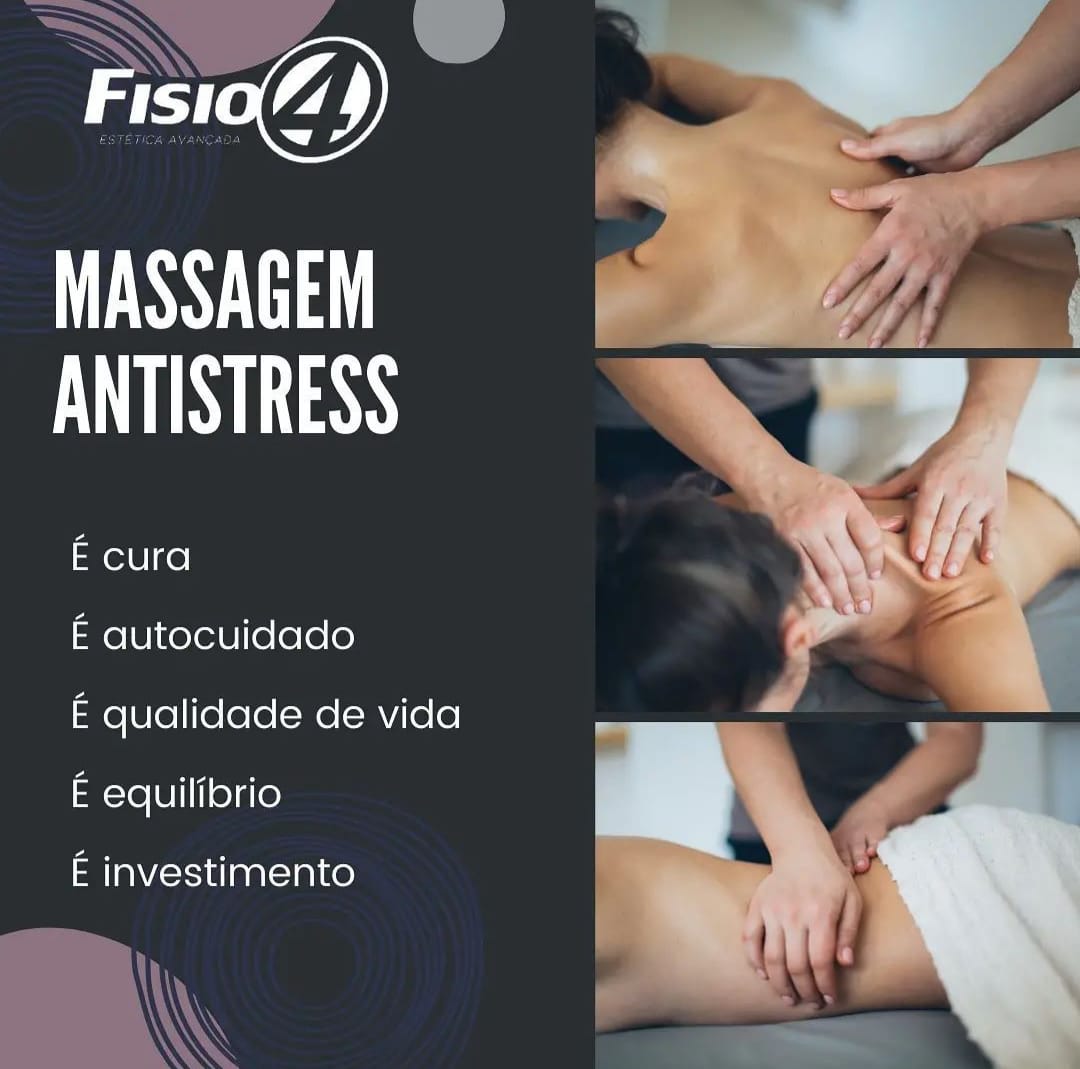 FISIO4
ESTÉTICA AVANÇADA
MASSAGEM
ANTISTRESS
É cura
É autocuidado
É qualidade de vida
É equilíbrio
É investimento